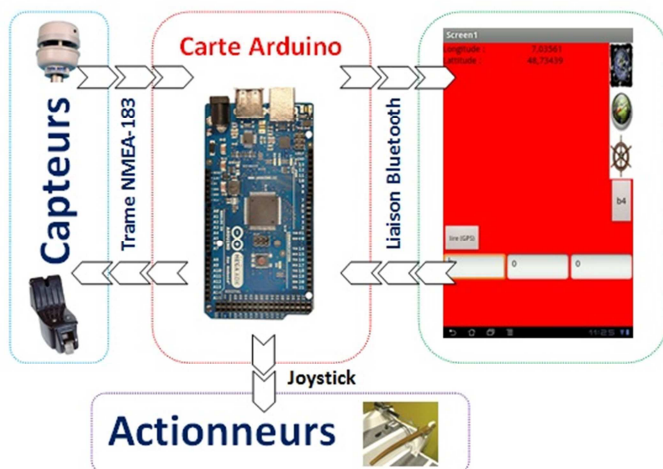 Capteurs
Trame NMEA-183
Carte Arduino
Liaison Bluetooth
Screen1
Longitude : 7,03561
Latitude : 48,73439
b4
lire(GPS)
0
0
Joystick
Actionneurs